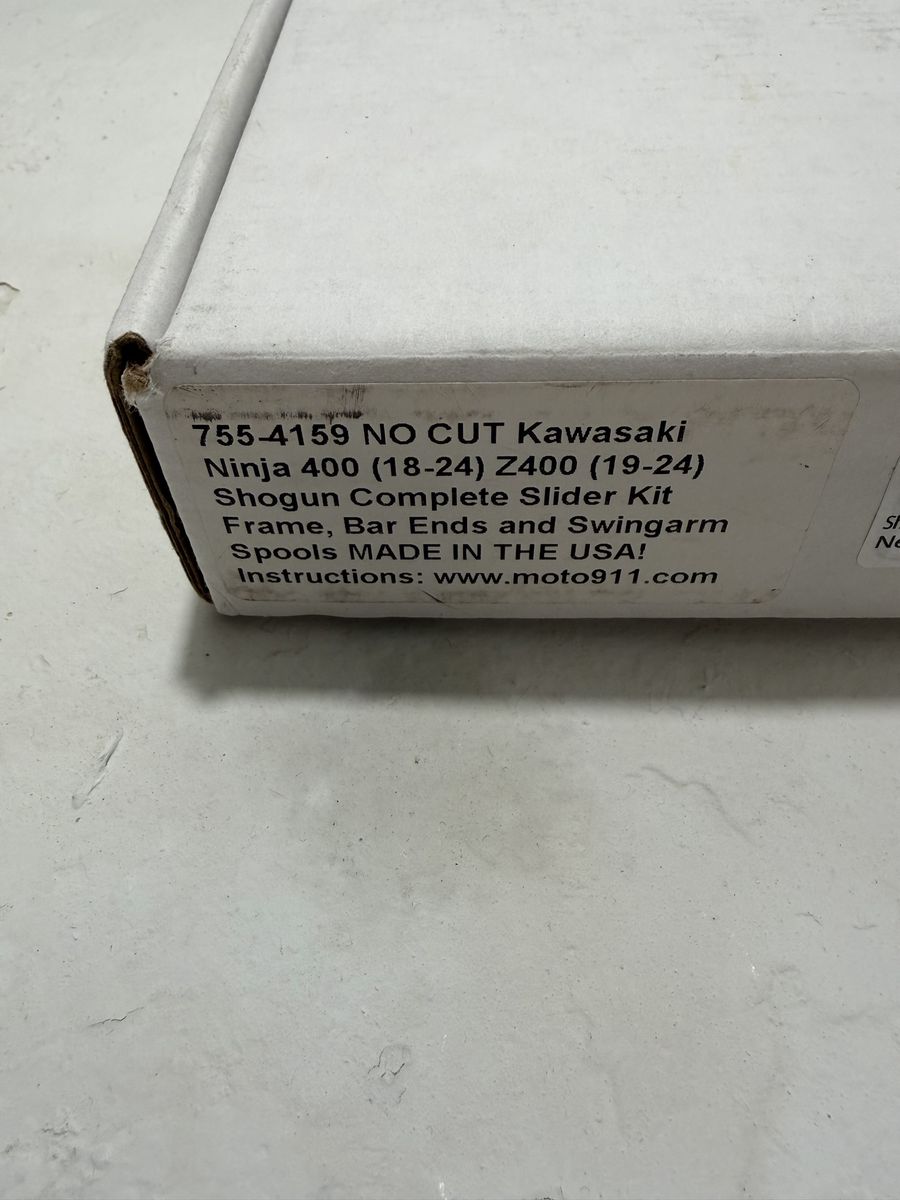 755-4159 NO CUT Kawasaki
Ninja 400 (18-24) Z400 (19-24)
Shogun Complete Slider Kit
Frame, Bar Ends and Swingarm
Spools MADE IN THE USA!
Instructions: www.moto911.com